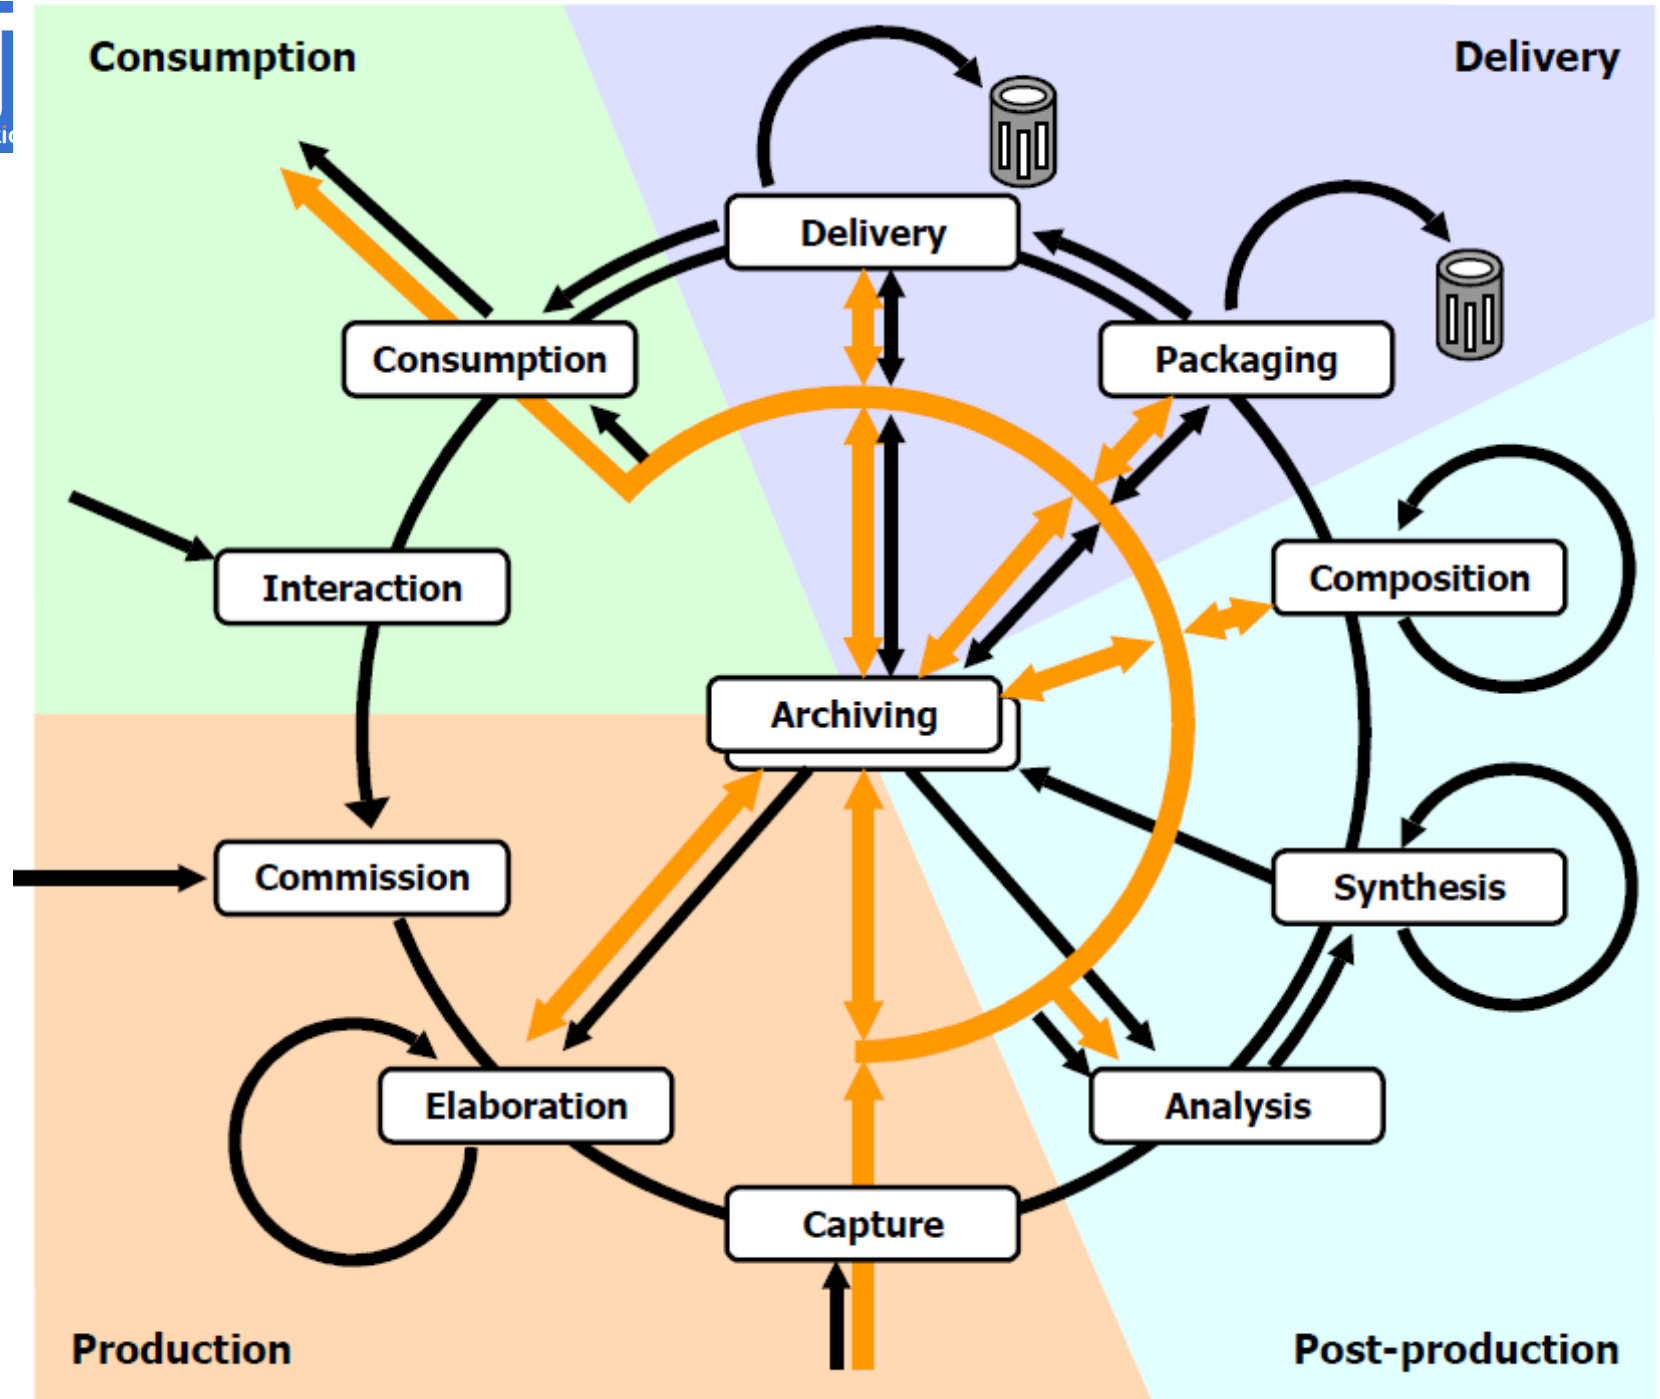 Consumption
Delivery
Delivery
Consumption
Packaging
Interaction
Composition
Archiving
Commission
Synthesis
Elaboration
Analysis
Capture
Production
Post-production